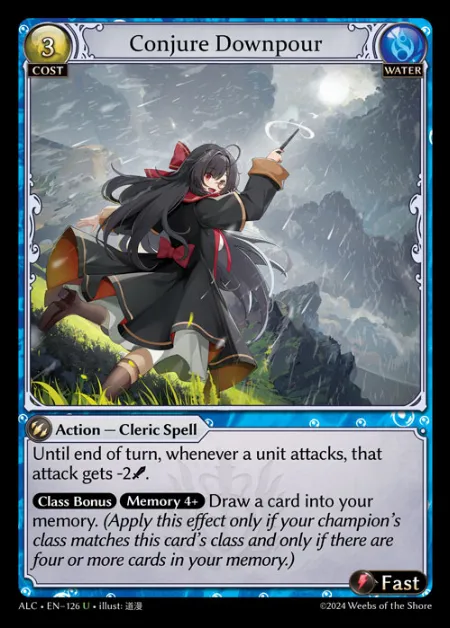 3
Conjure Downpour
COST
WATER
Action — Cleric Spell
Until end of turn, whenever a unit attacks, that
attack gets -2.
Class Bonus Memory 4+ Draw a card into your
memory. (Apply this effect only if your champion's
class matches this card's class and only if there are
four or more cards in your memory.)
Fast
ALC • EN-126 U • illust: 道漫
©2024 Weebs of the Shore